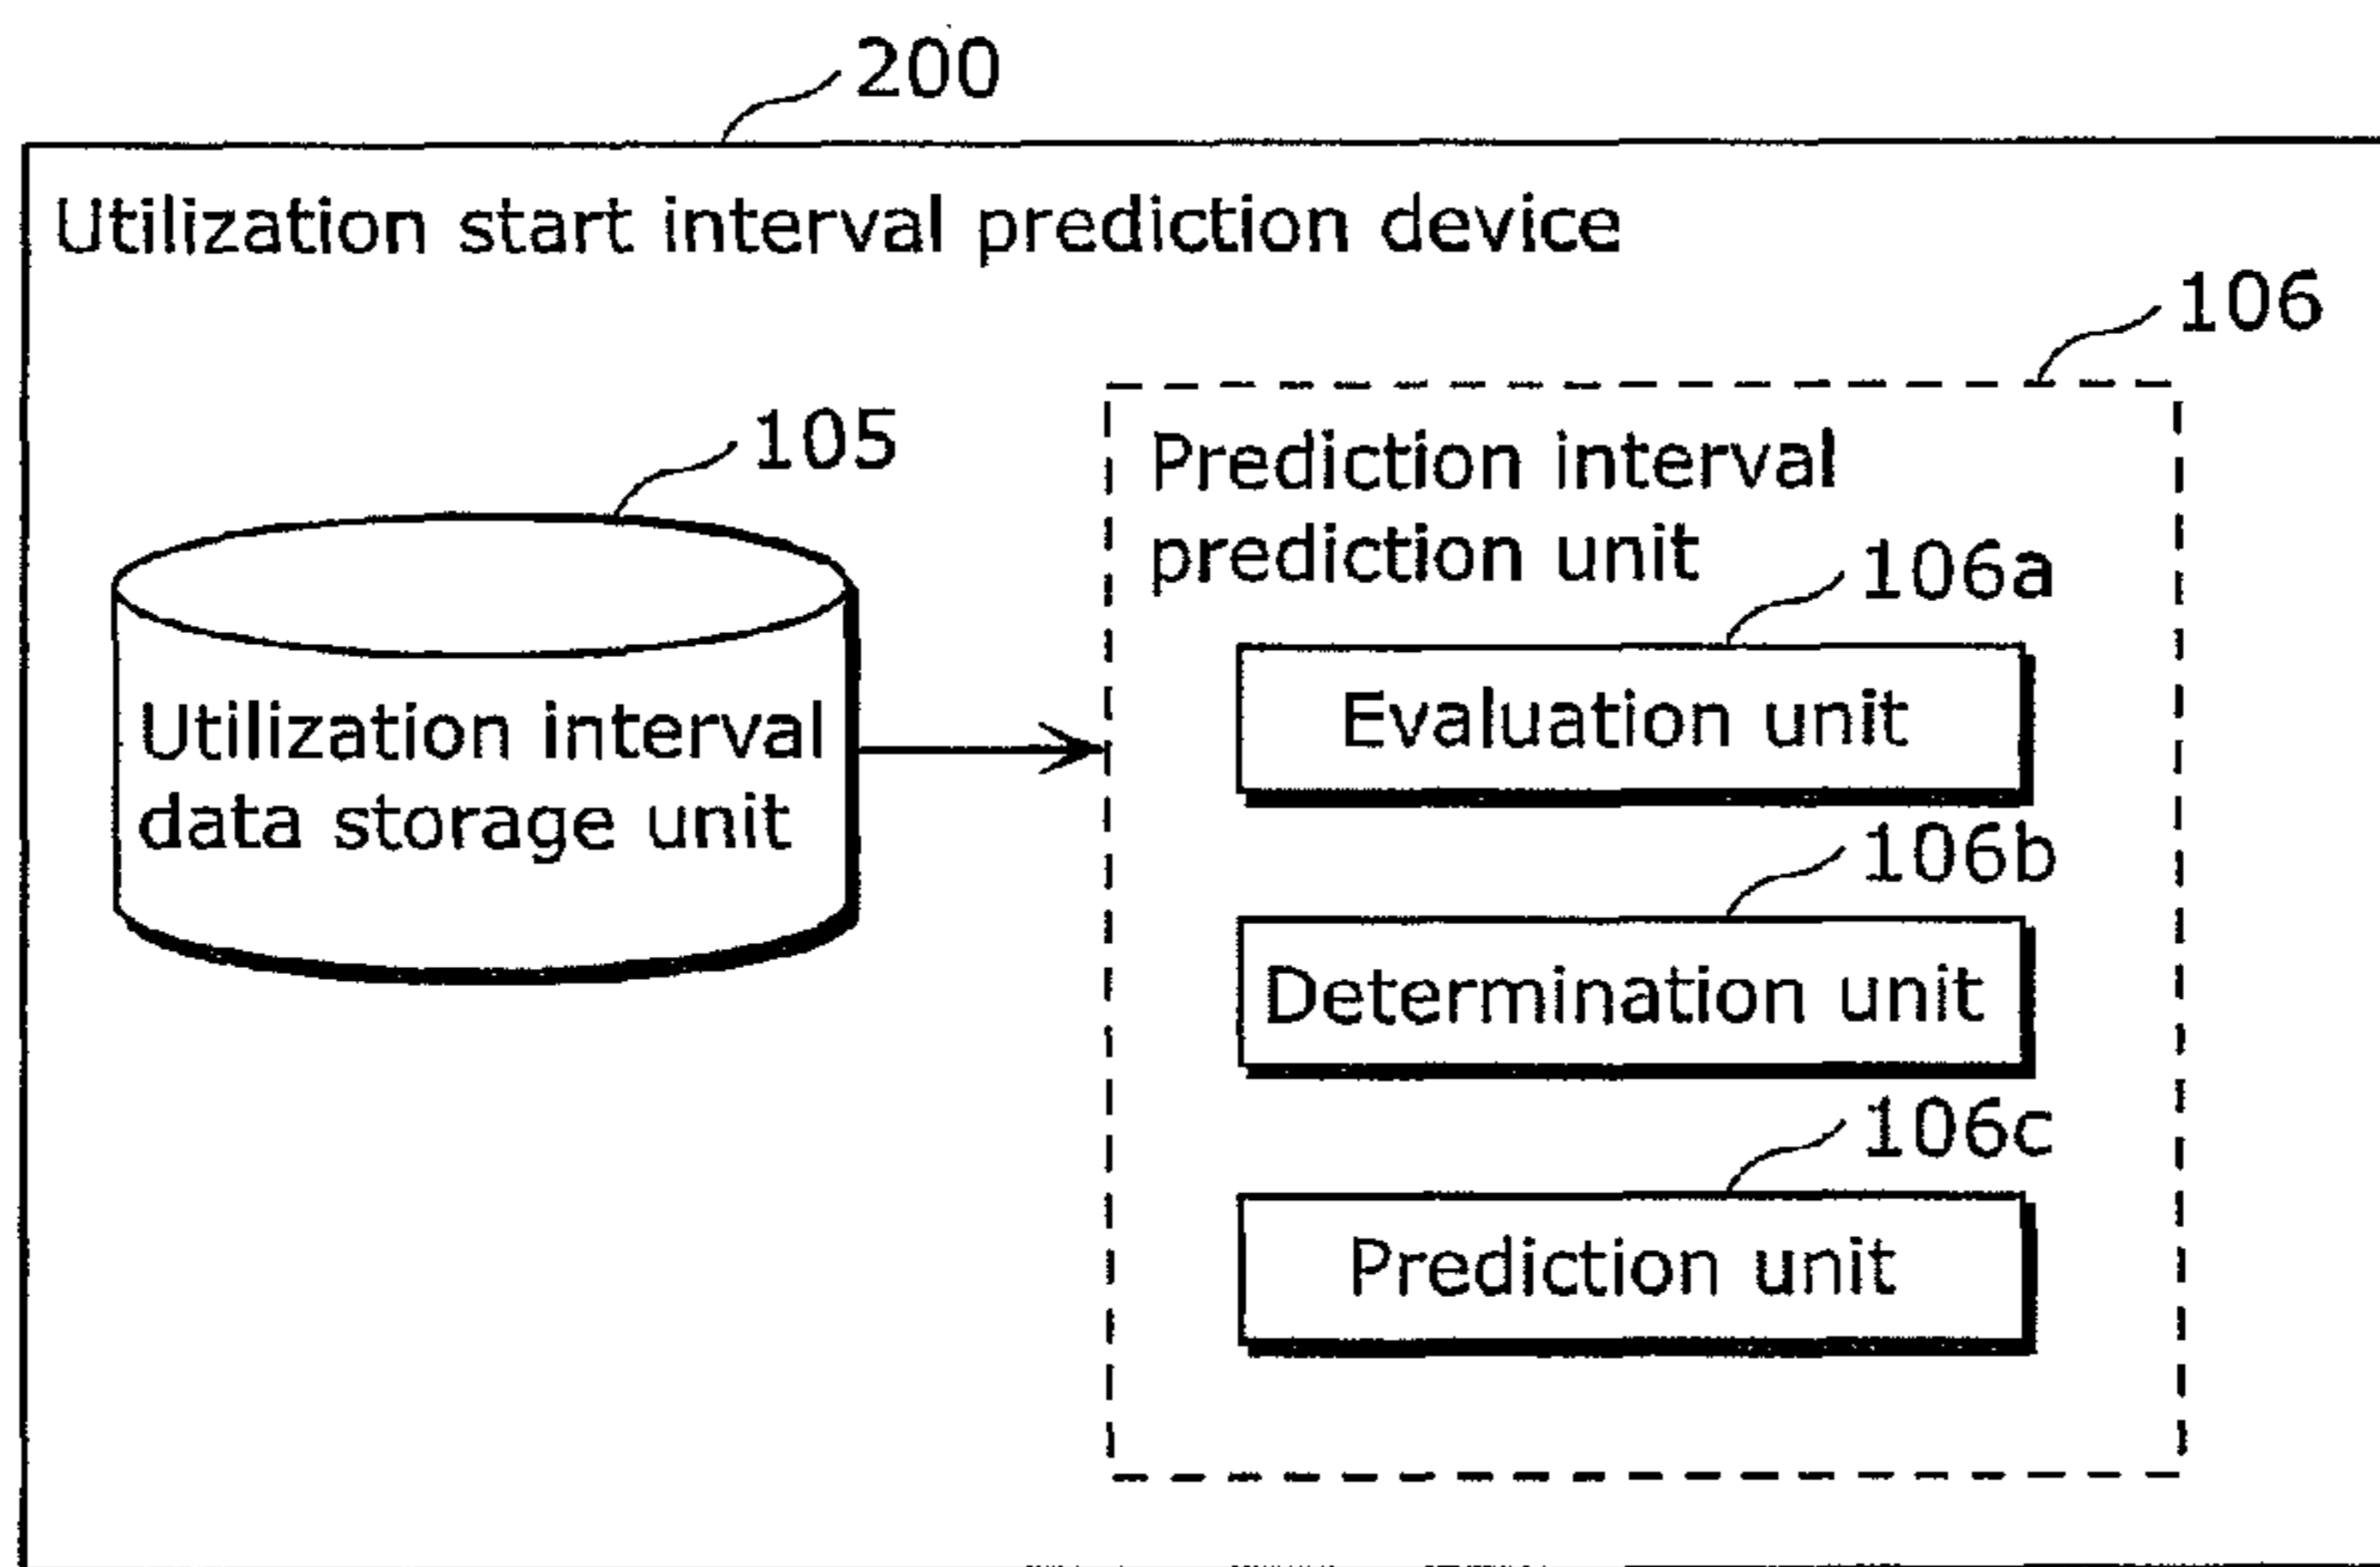 200
Utilization start interval prediction device
106
105
Prediction interval
prediction unit
106a
Evaluation unit
Utilization interval
data storage unit
106b
Determination unit
106c
Prediction unit